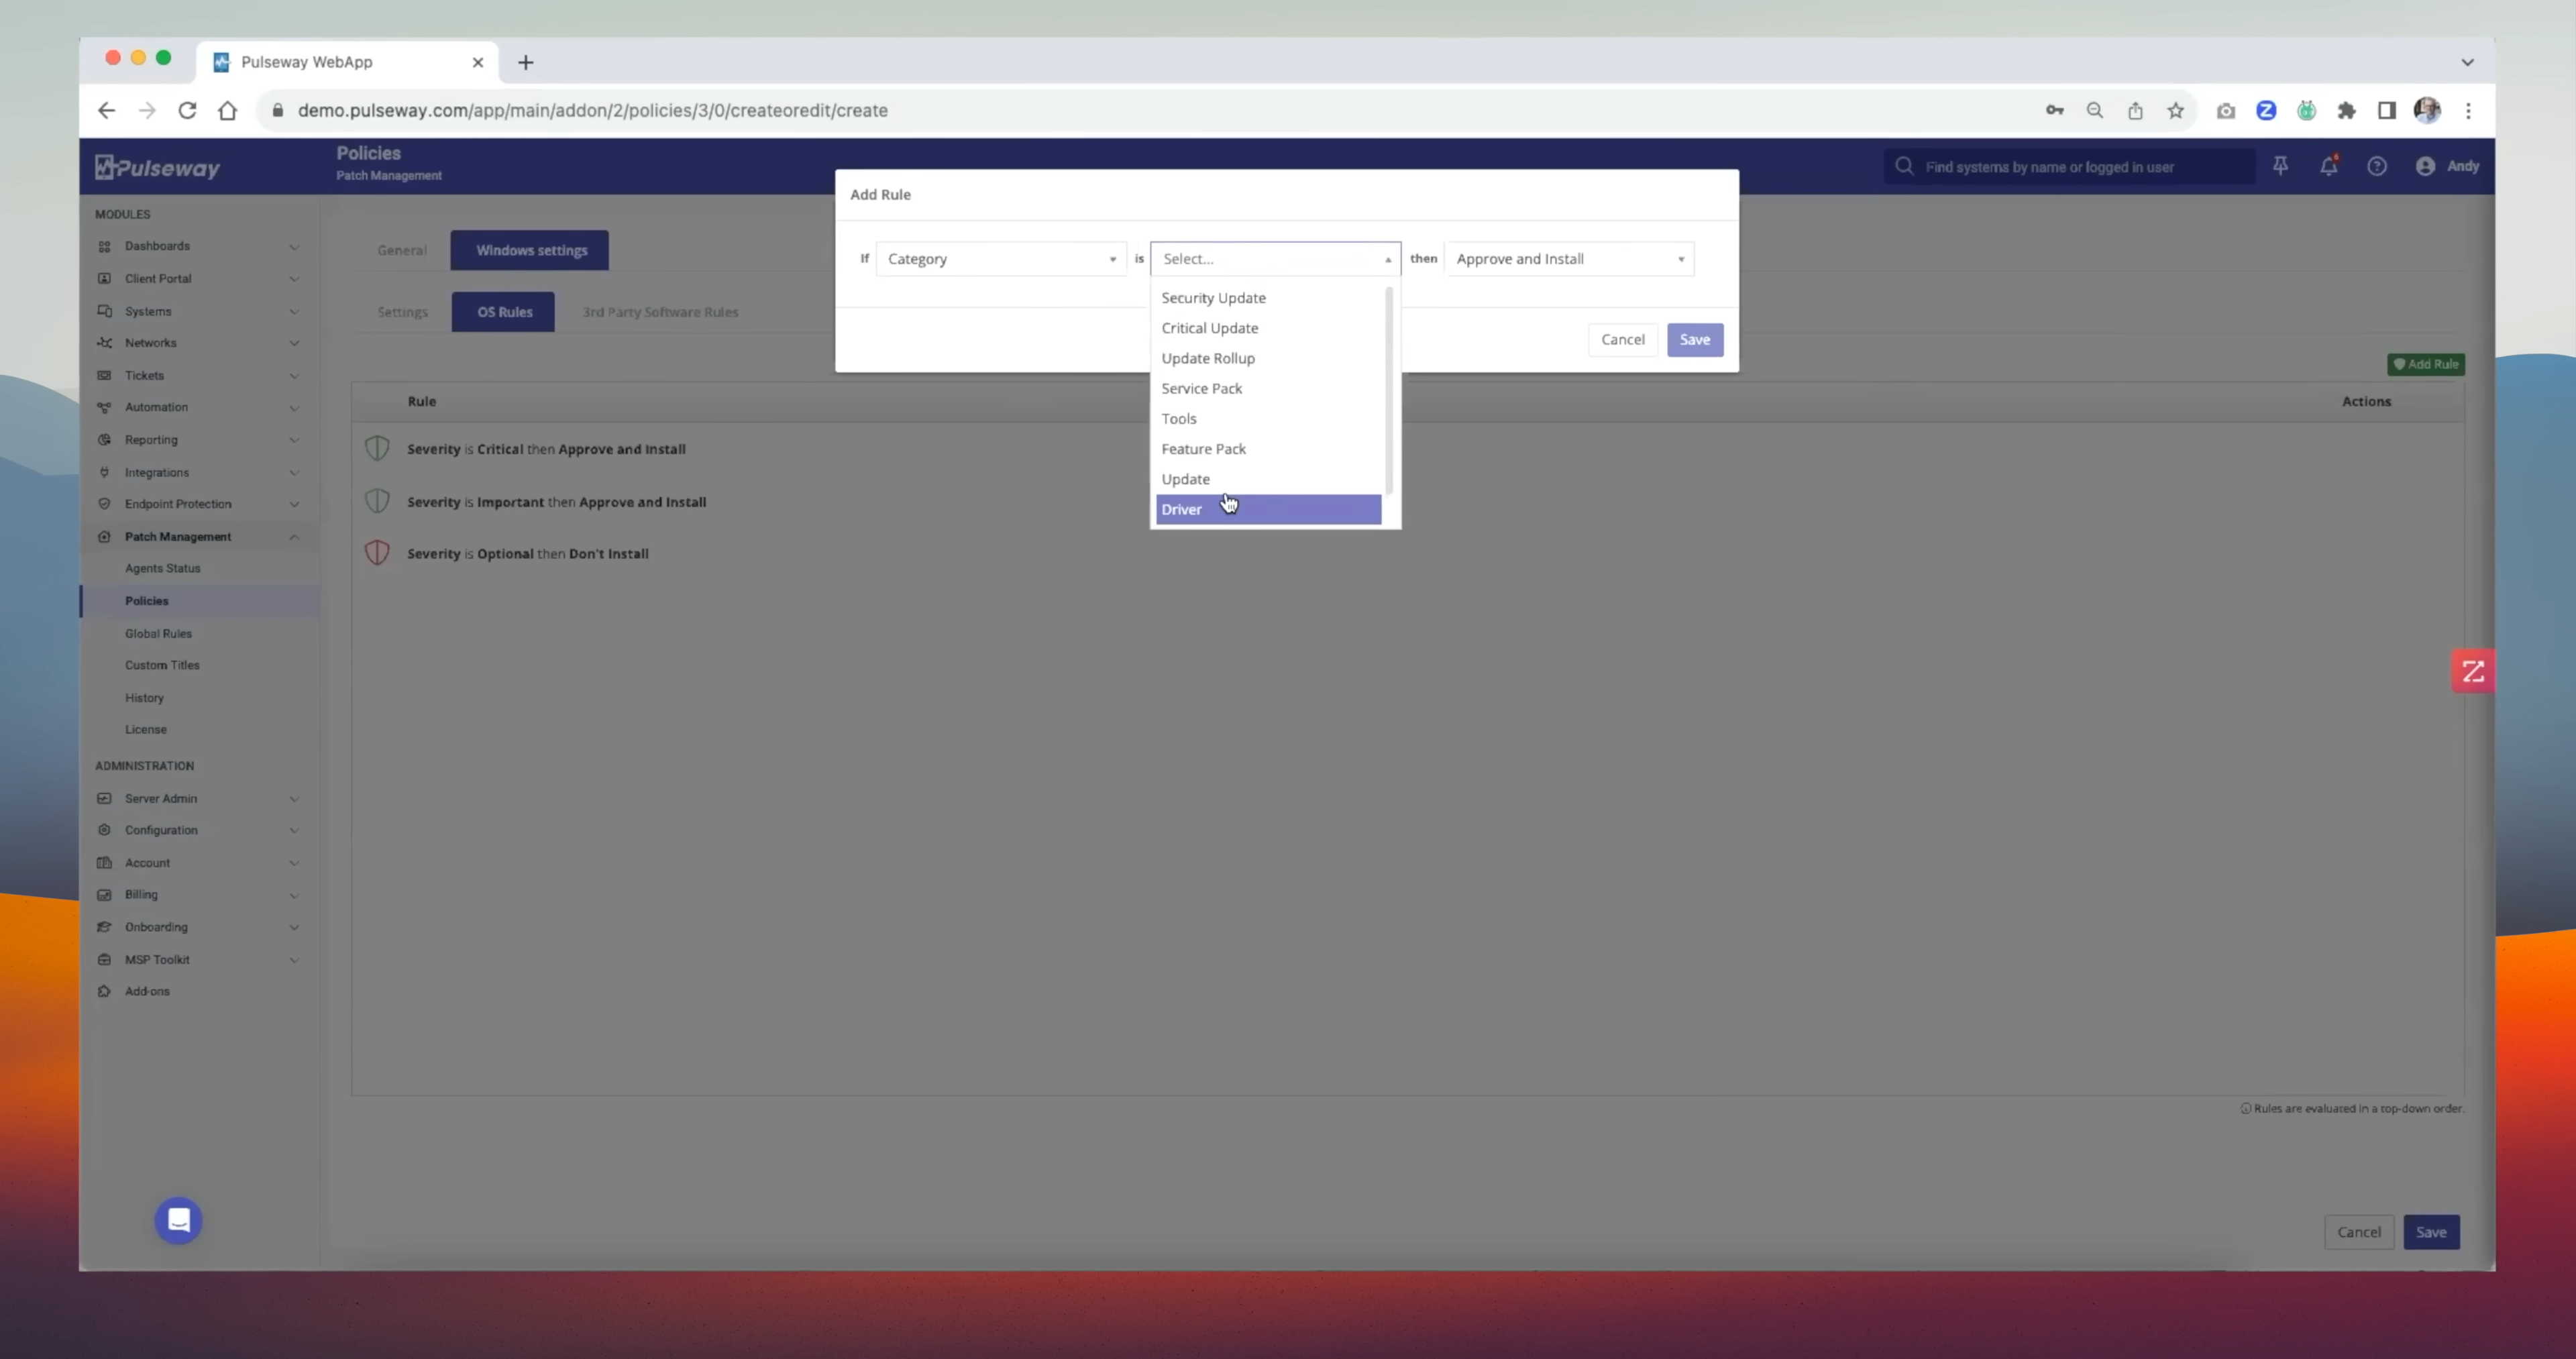 Pulseway WebApp
demo.pulseway.com/app/main/addon/2/policies/3/0/createoredit/create
Pulseway
Policies
Patch Management
Find systems by name or logged in user
Andy
MODULES
Dashboards
Client Portal
Systems
Networks
Tickets
Automation
Reporting
Integrations
Endpoint Protection
Patch Management
Agents Status
Policies
Global Rules
Custom Titles
History
License
ADMINISTRATION
Server Admin
Configuration
Account
Billing
Onboarding
MSP Toolkit
Add-ons
General Windows settings
Settings OS Rules 3rd Party Software Rules
Add Rule
If Category is Select... then Approve and Install
Security Update
Critical Update
Update Rollup
Service Pack
Tools
Feature Pack
Update
Driver
Cancel Save
Add Rule
Rule Actions
Severity is Critical then Approve and Install
Severity is Important then Approve and Install
Severity is Optional then Don't Install
Rules are evaluated in a top-down order.
Cancel Save